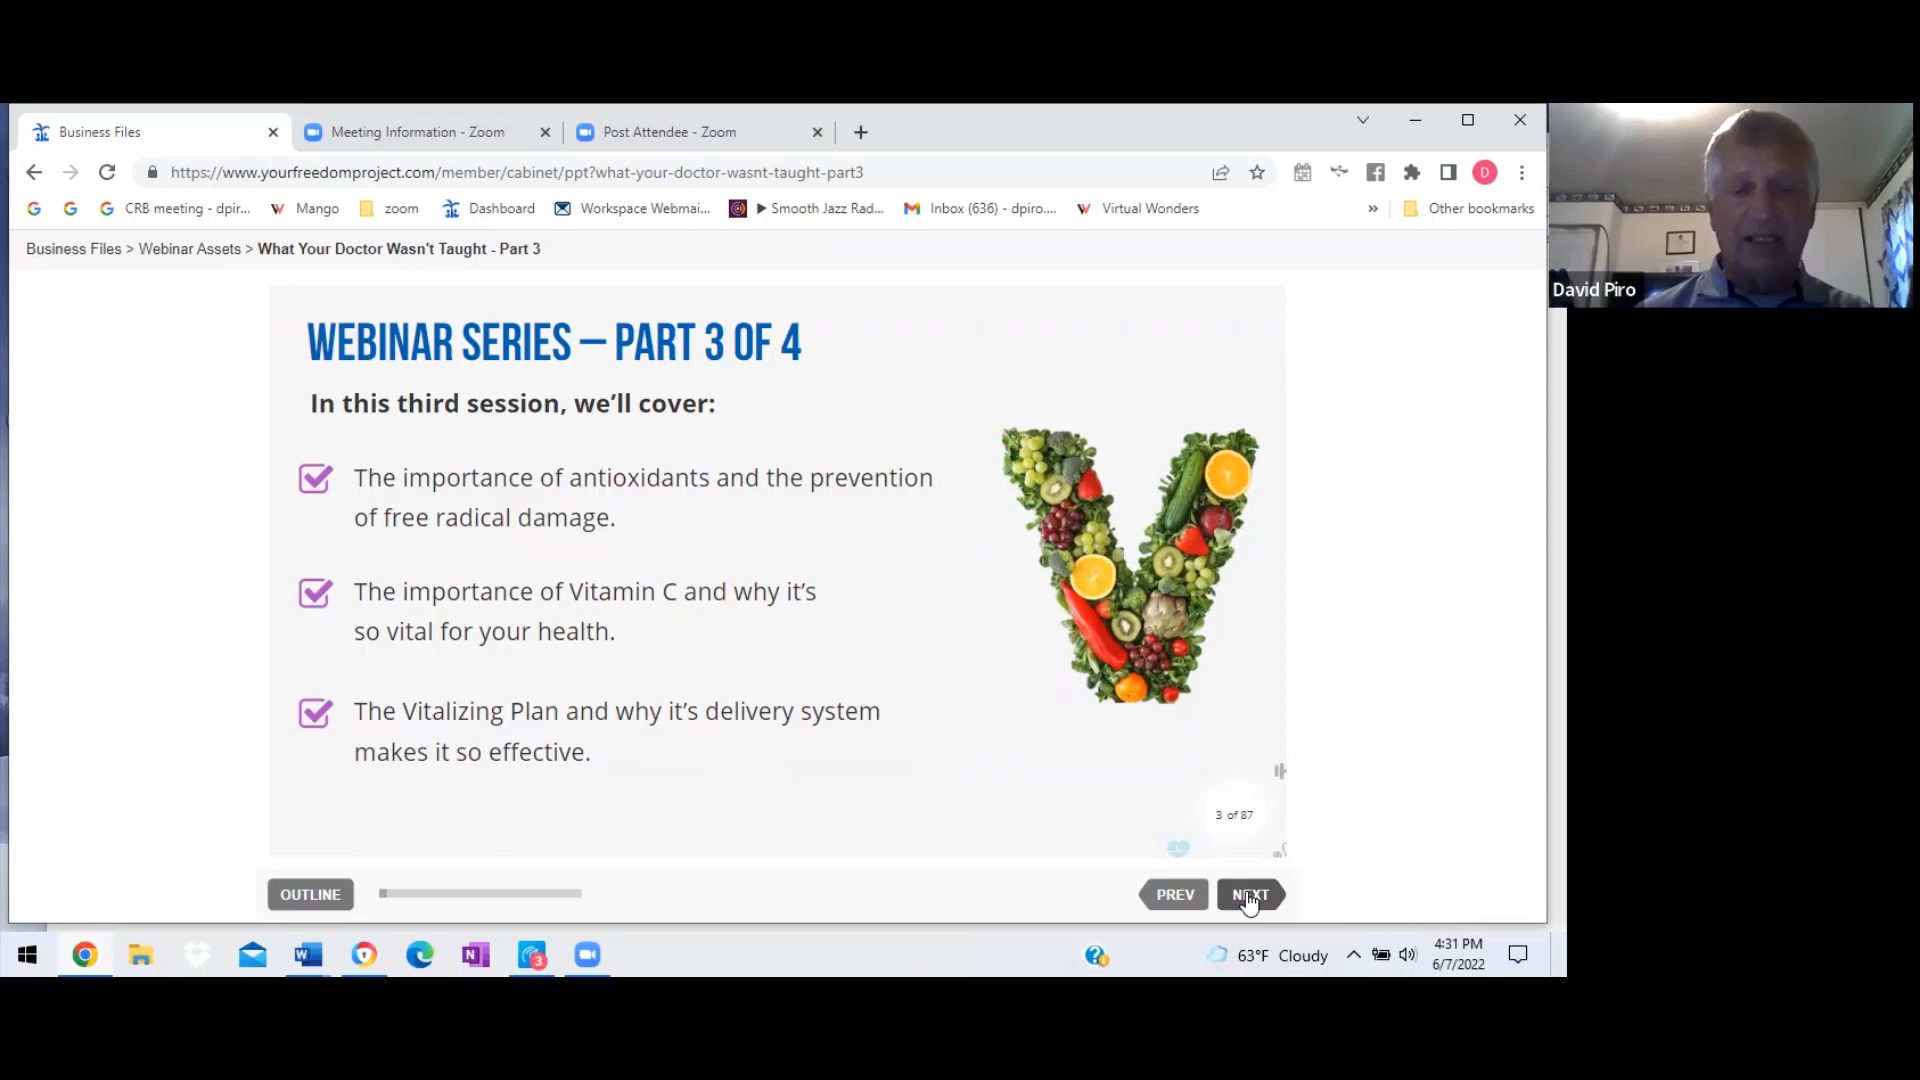 Business Files
Meeting Information - Zoom
Post Attendee - Zoom
https://www.yourfreedomproject.com/member/cabinet/ppt?what-your-doctor-wasnt-taught-part3
D
CRB meeting - dpir...
Mango
zoom
Dashboard
Workspace Webmai...
Smooth Jazz Rad...
Inbox (636) - dpiro....
Virtual Wonders
»
Other bookmarks
Business Files > Webinar Assets > What Your Doctor Wasn't Taught - Part 3
David Piro
WEBINAR SERIES – PART 3 OF 4
In this third session, we’ll cover:
The importance of antioxidants and the prevention
of free radical damage.
The importance of Vitamin C and why it’s
so vital for your health.
The Vitalizing Plan and why it’s delivery system
makes it so effective.
3 of 87
OUTLINE
PREV
NEXT
63°F Cloudy
4:31 PM
6/7/2022
3